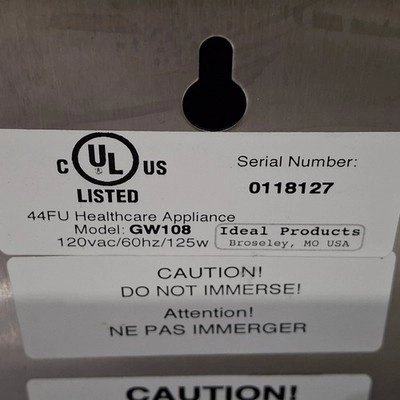 C UL US
LISTED
Serial Number:
0118127
44FU Healthcare Appliance
Model: GW108
120vac/60hz/125w
Ideal Products
Broseley, MO USA
CAUTION!
DO NOT IMMERSE!
Attention!
NE PAS IMMERGER
CAUTION!